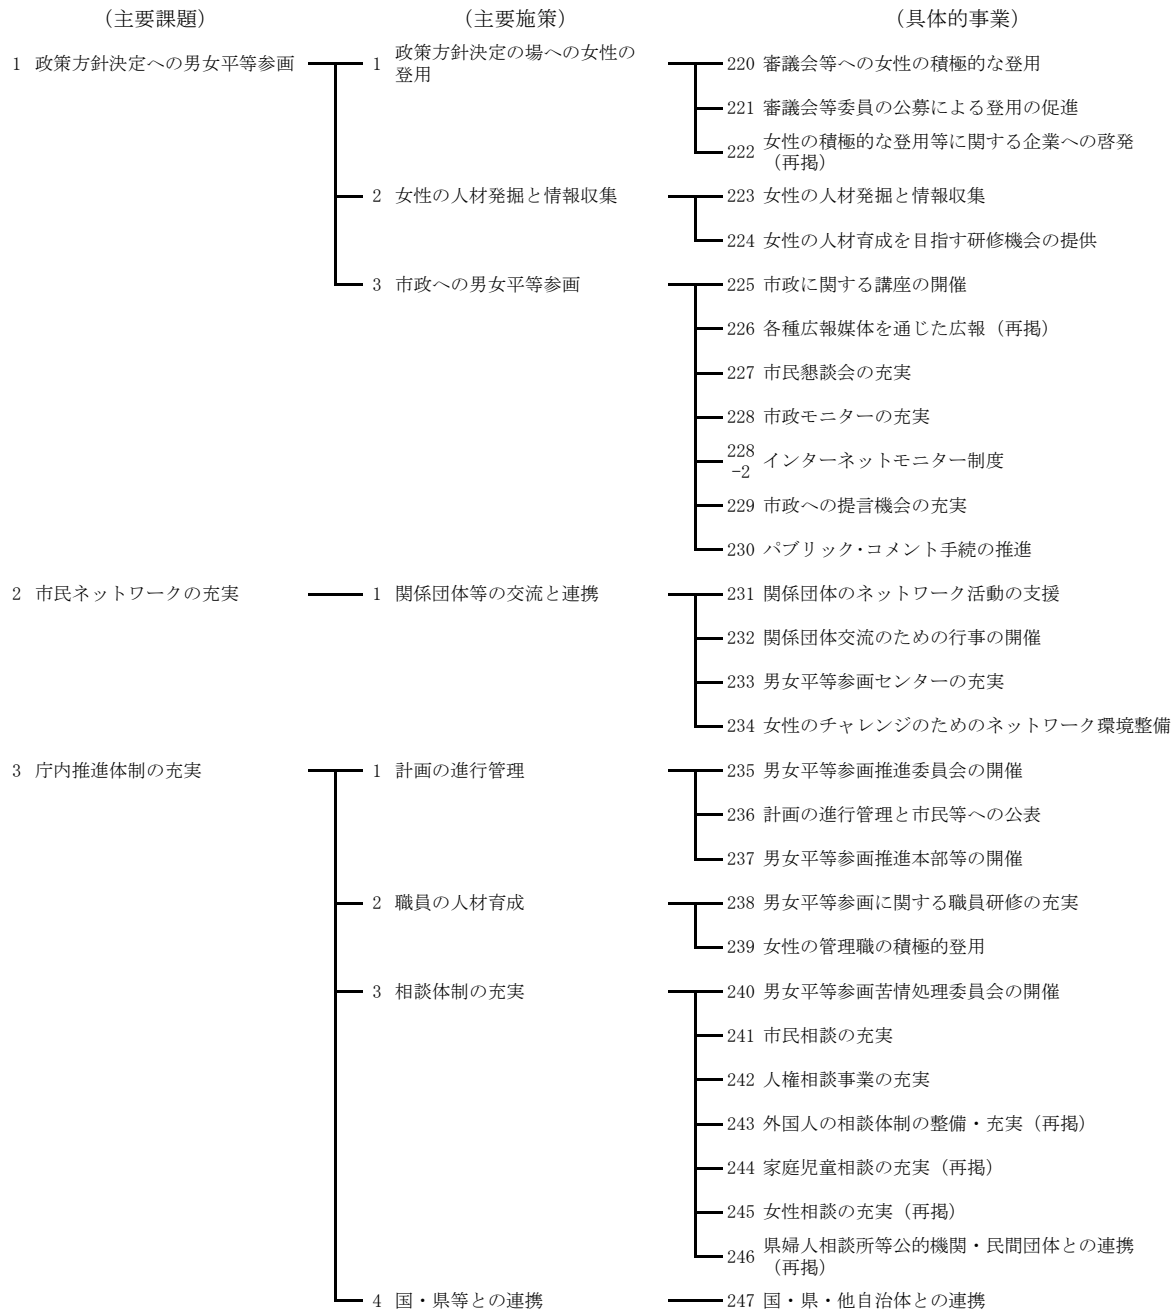 （主要課題） （主要施策） （具体的事業）
1 政策方針決定への男女平等参画 1 政策方針決定の場への女性の
登用
220 審議会等への女性の積極的な登用
221 審議会等委員の公募による登用の促進
222 女性の積極的な登用等に関する企業への啓発
（再掲）
2 女性の人材発掘と情報収集 223 女性の人材発掘と情報収集
224 女性の人材育成を目指す研修機会の提供
3 市政への男女平等参画 225 市政に関する講座の開催
226 各種広報媒体を通じた広報（再掲）
227 市民懇談会の充実
228 市政モニターの充実
228
-2 インターネットモニター制度
229 市政への提言機会の充実
230 パブリック・コメント手続の推進
2 市民ネットワークの充実 1 関係団体等の交流と連携 231 関係団体のネットワーク活動の支援
232 関係団体交流のための行事の開催
233 男女平等参画センターの充実
234 女性のチャレンジのためのネットワーク環境整備
3 庁内推進体制の充実 1 計画の進行管理 235 男女平等参画推進委員会の開催
236 計画の進行管理と市民等への公表
237 男女平等参画推進本部等の開催
2 職員の人材育成 238 男女平等参画に関する職員研修の充実
239 女性の管理職の積極的登用
3 相談体制の充実 240 男女平等参画苦情処理委員会の開催
241 市民相談の充実
242 人権相談事業の充実
243 外国人の相談体制の整備・充実（再掲）
244 家庭児童相談の充実（再掲）
245 女性相談の充実（再掲）
246 県婦人相談所等公的機関・民間団体との連携
（再掲）
4 国・県等との連携 247 国・県・他自治体との連携